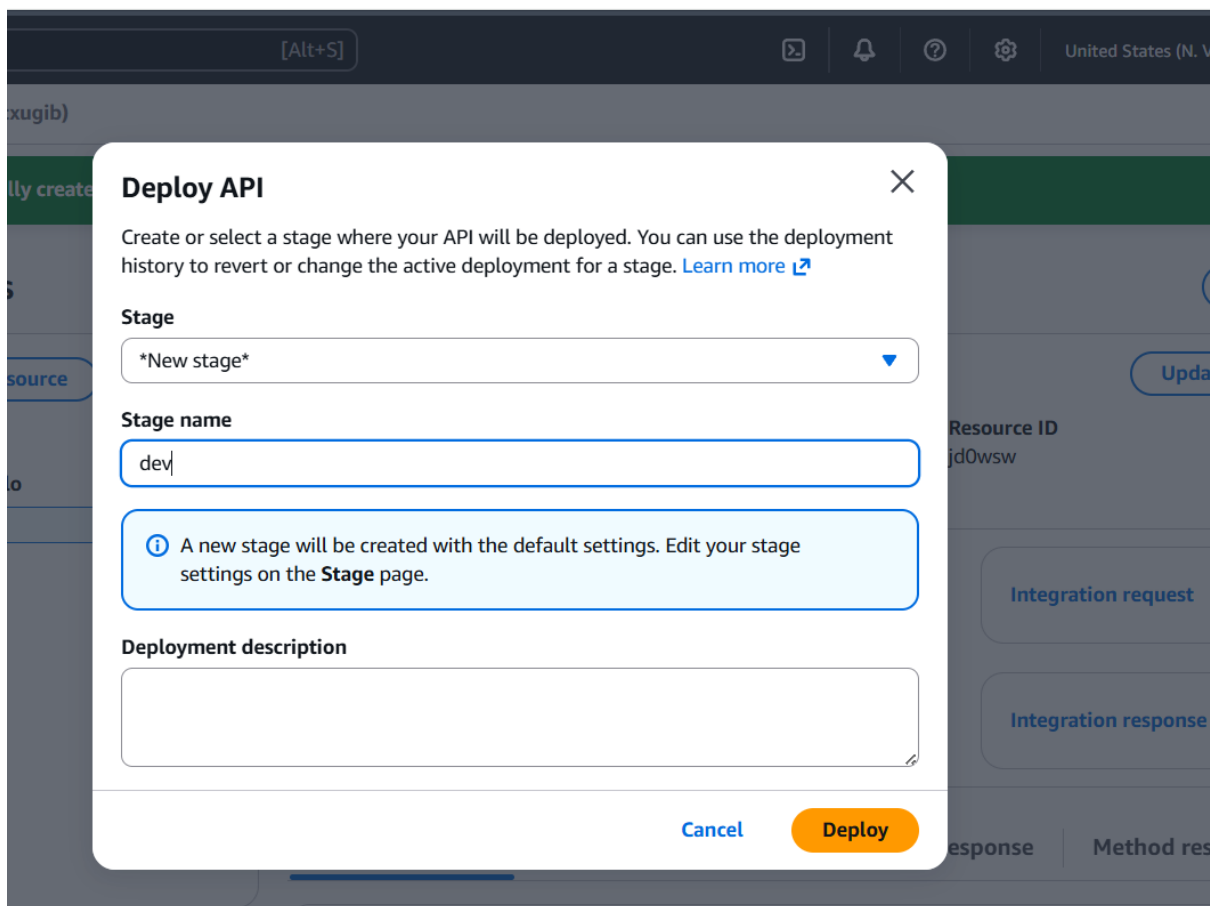 [Alt+S]
United States (N. V
xugib)
lly create
Deploy API
Create or select a stage where your API will be deployed. You can use the deployment
history to revert or change the active deployment for a stage. Learn more
Stage
*New stage*
source
Upda
Stage name
dev
Resource ID
jd0wsw
lo
A new stage will be created with the default settings. Edit your stage
settings on the Stage page.
Integration request
Deployment description
Integration response
Cancel
Deploy
esponse
Method res